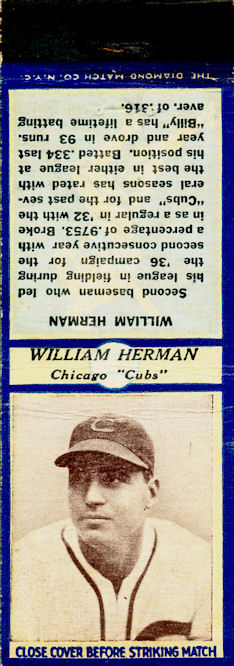 THE DIAMOND MATCH CO. N.Y.C.
WILLIAM HERMAN
Second baseman who led
his league in fielding during
the '36 campaign for the
second consecutive year with
a percentage of .9753. Broke
in as a regular in '32 with the
"Cubs" and for the past sev-
eral seasons has rated with
the best in either league at
his position. Batted .334 last
year and drove in 93 runs.
"Billy" has a lifetime batting
aver. of .316.
WILLIAM HERMAN
Chicago "Cubs"
C
CLOSE COVER BEFORE STRIKING MATCH